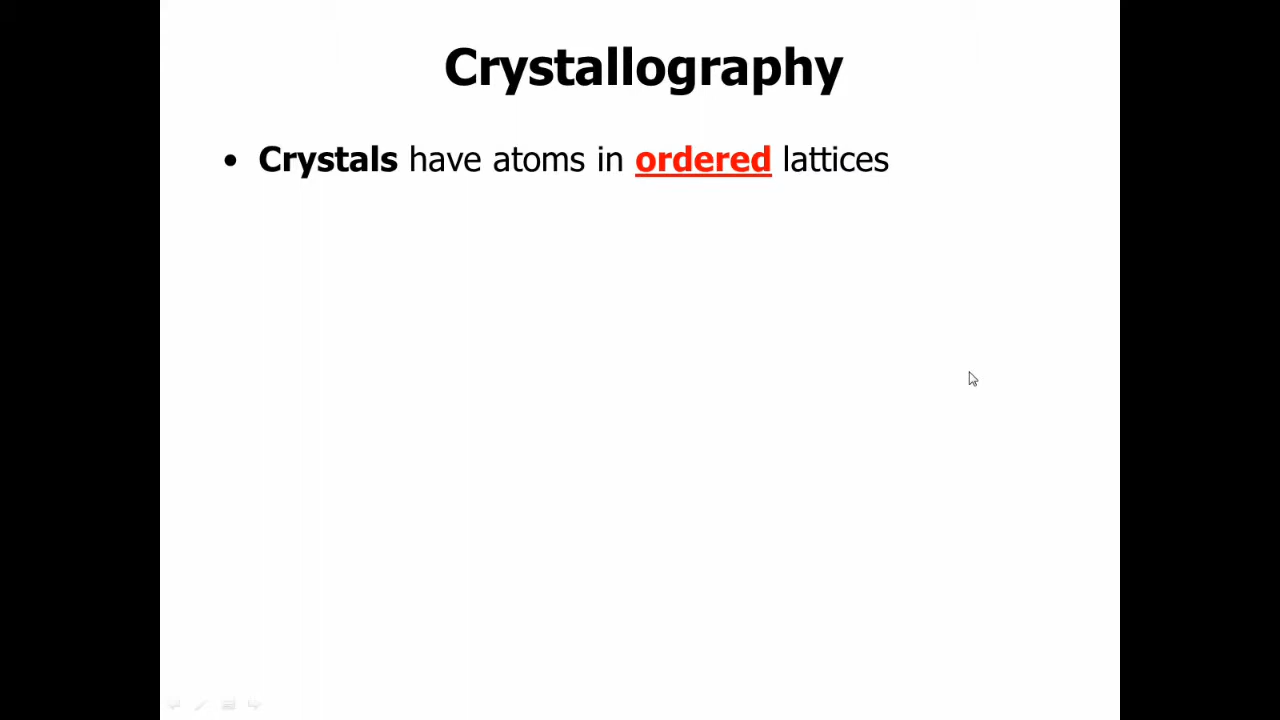 Crystallography
• Crystals have atoms in ordered lattices